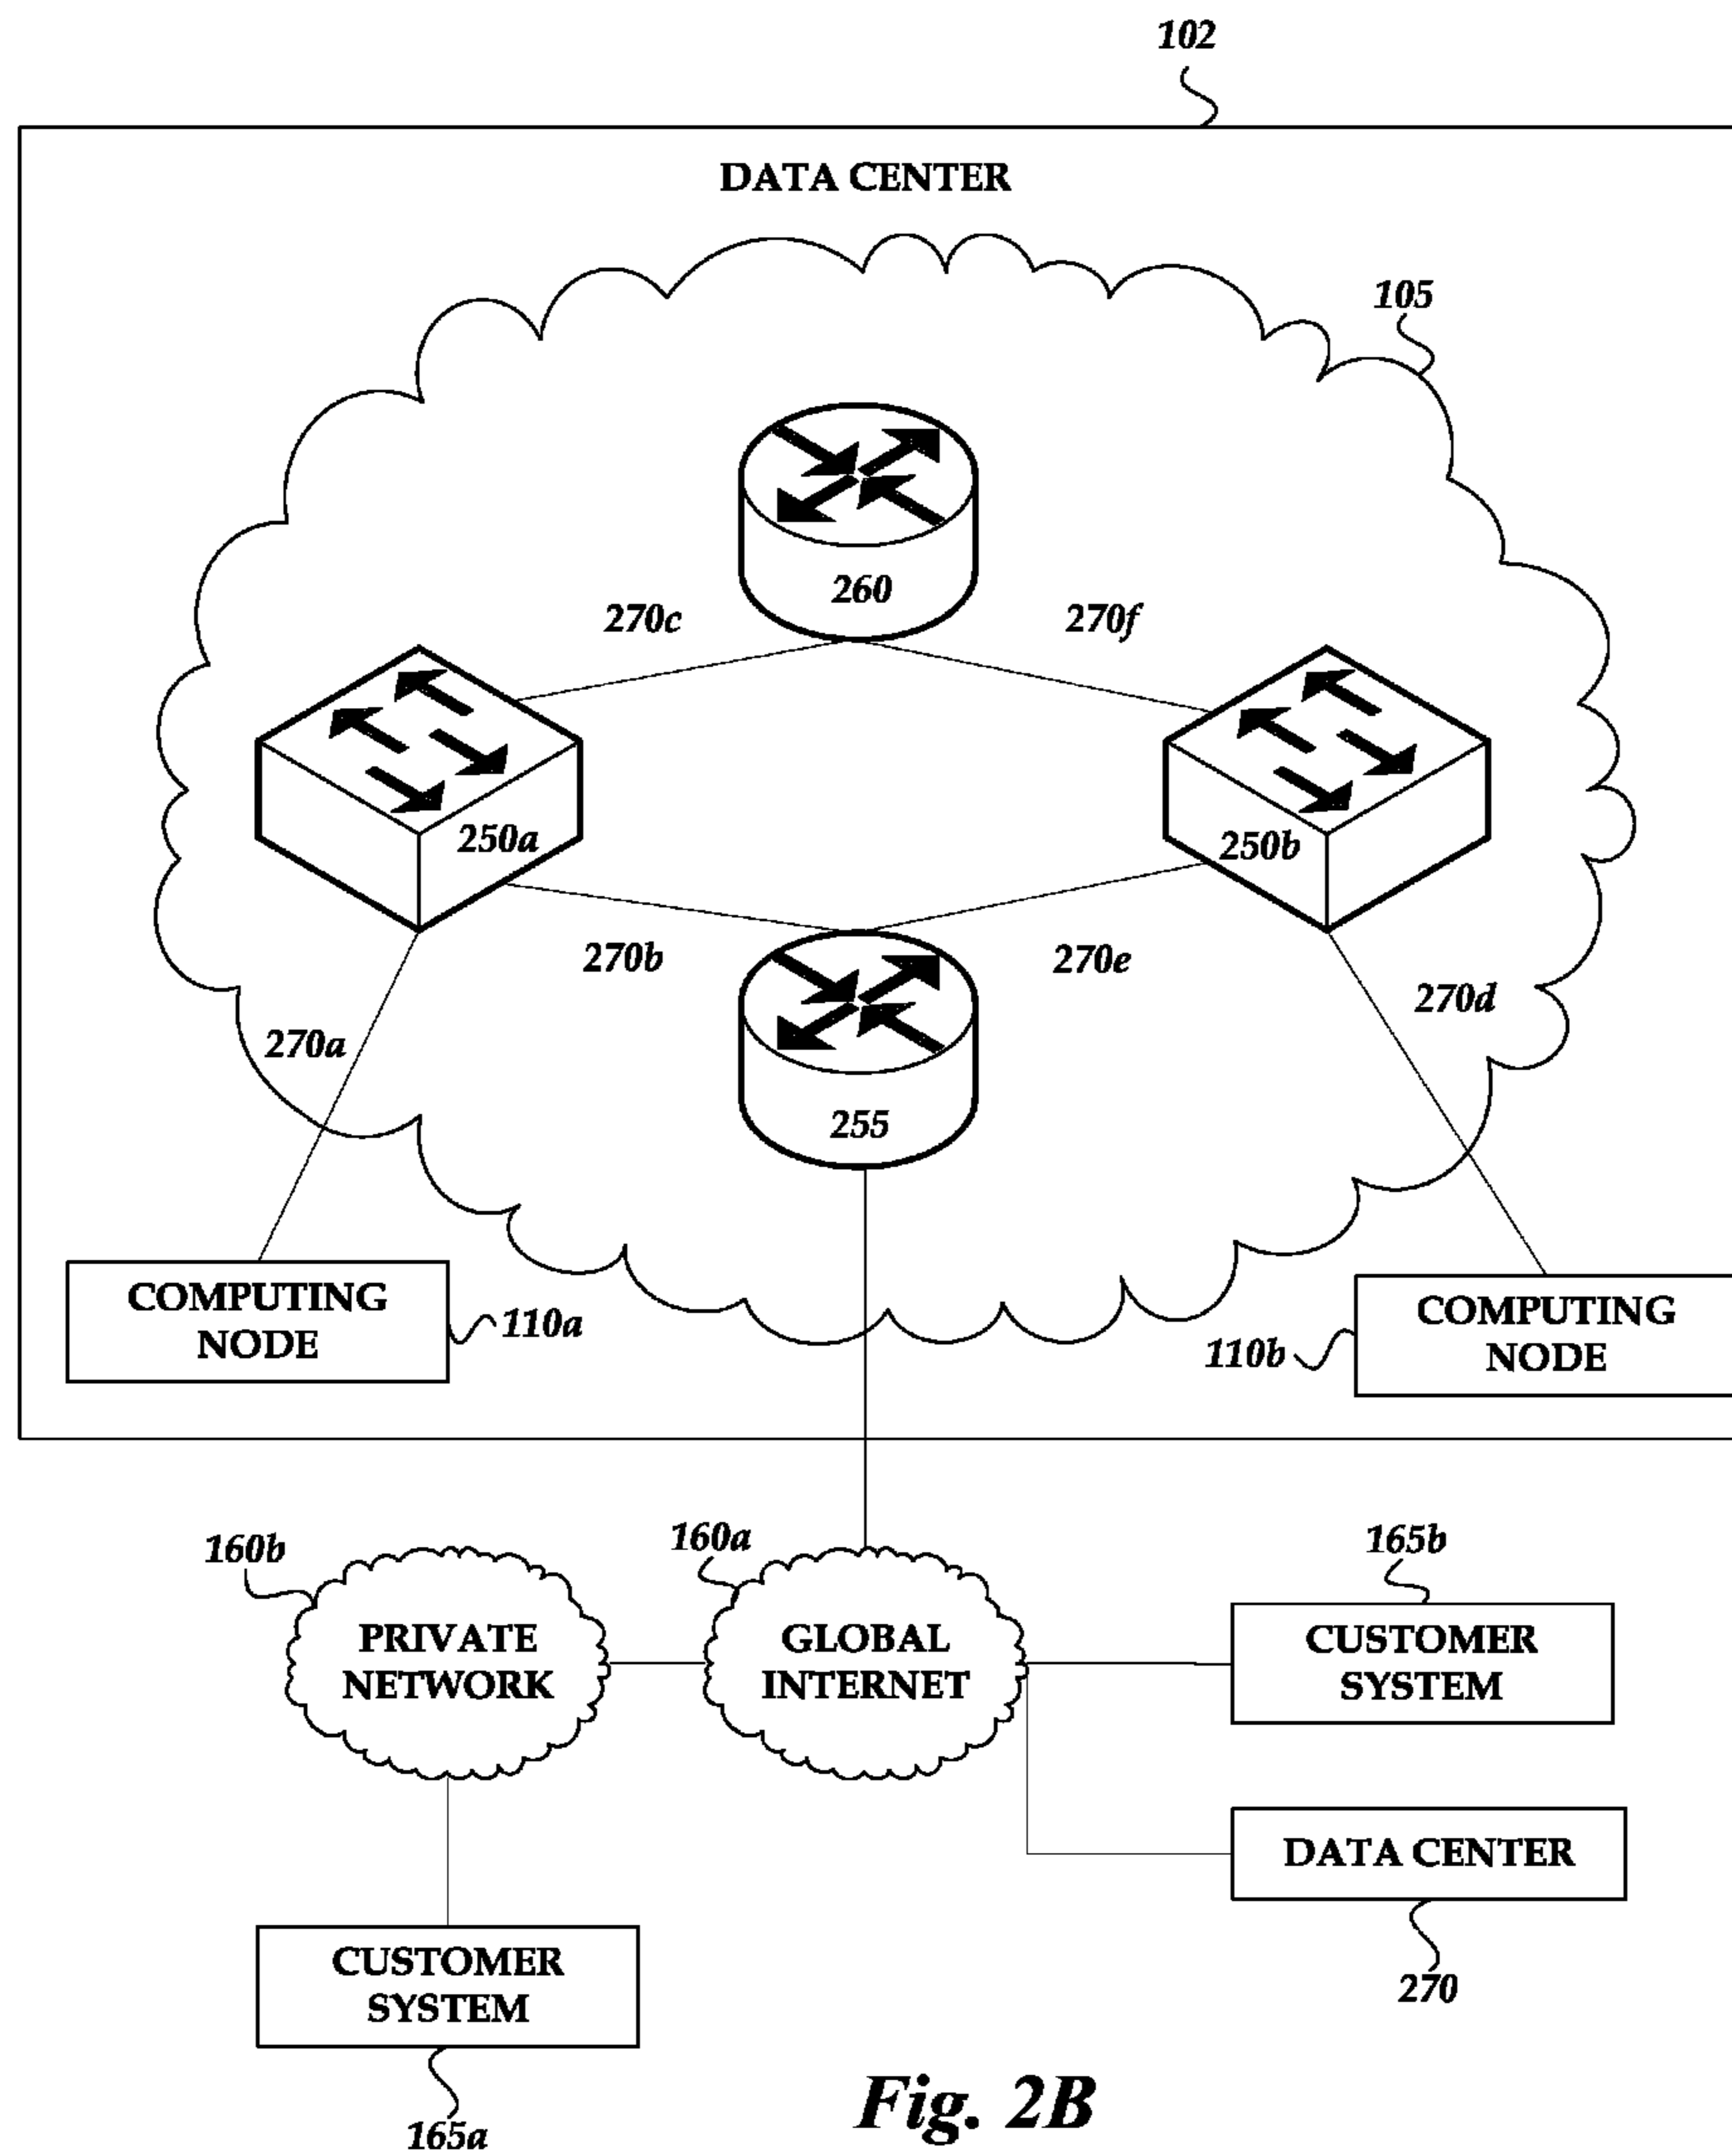 102
DATA CENTER
105
260
270c
270f
250a
250b
270b
270e
270d
270a
255
COMPUTING
NODE
110a
COMPUTING
NODE
110b
160b
160a
165b
PRIVATE
NETWORK
GLOBAL
INTERNET
CUSTOMER
SYSTEM
DATA CENTER
270
CUSTOMER
SYSTEM
165a
Fig. 2B